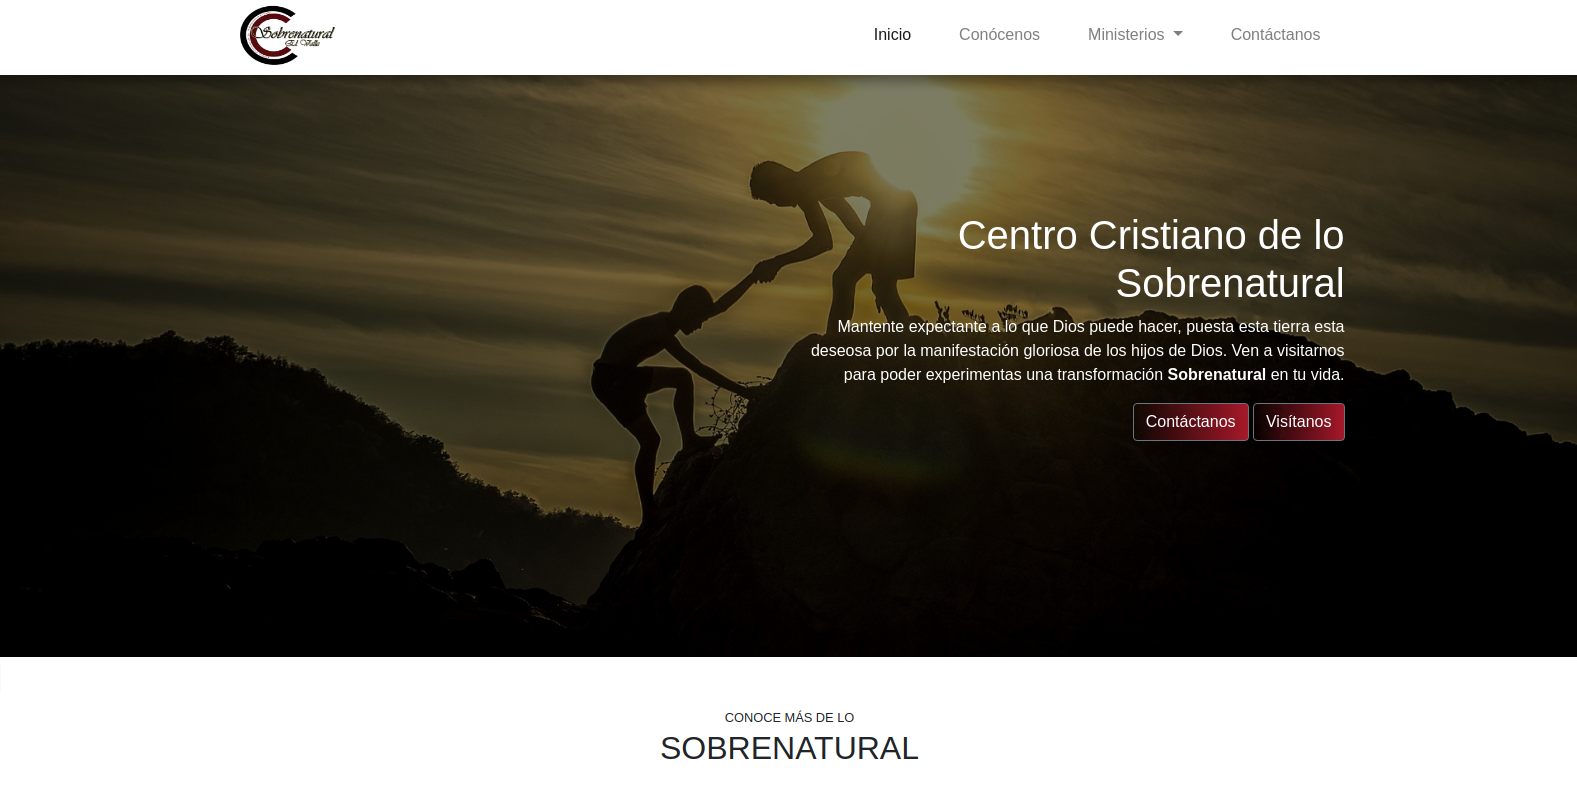 Sobrenatural
El Valle
Inicio Conócenos Ministerios Contáctanos
Centro Cristiano de lo
Sobrenatural
Mantente expectante a lo que Dios puede hacer, puesta esta tierra esta
deseosa por la manifestación gloriosa de los hijos de Dios. Ven a visitarnos
para poder experimentas una transformación Sobrenatural en tu vida.
Contáctanos Visítanos
CONOCE MÁS DE LO
SOBRENATURAL